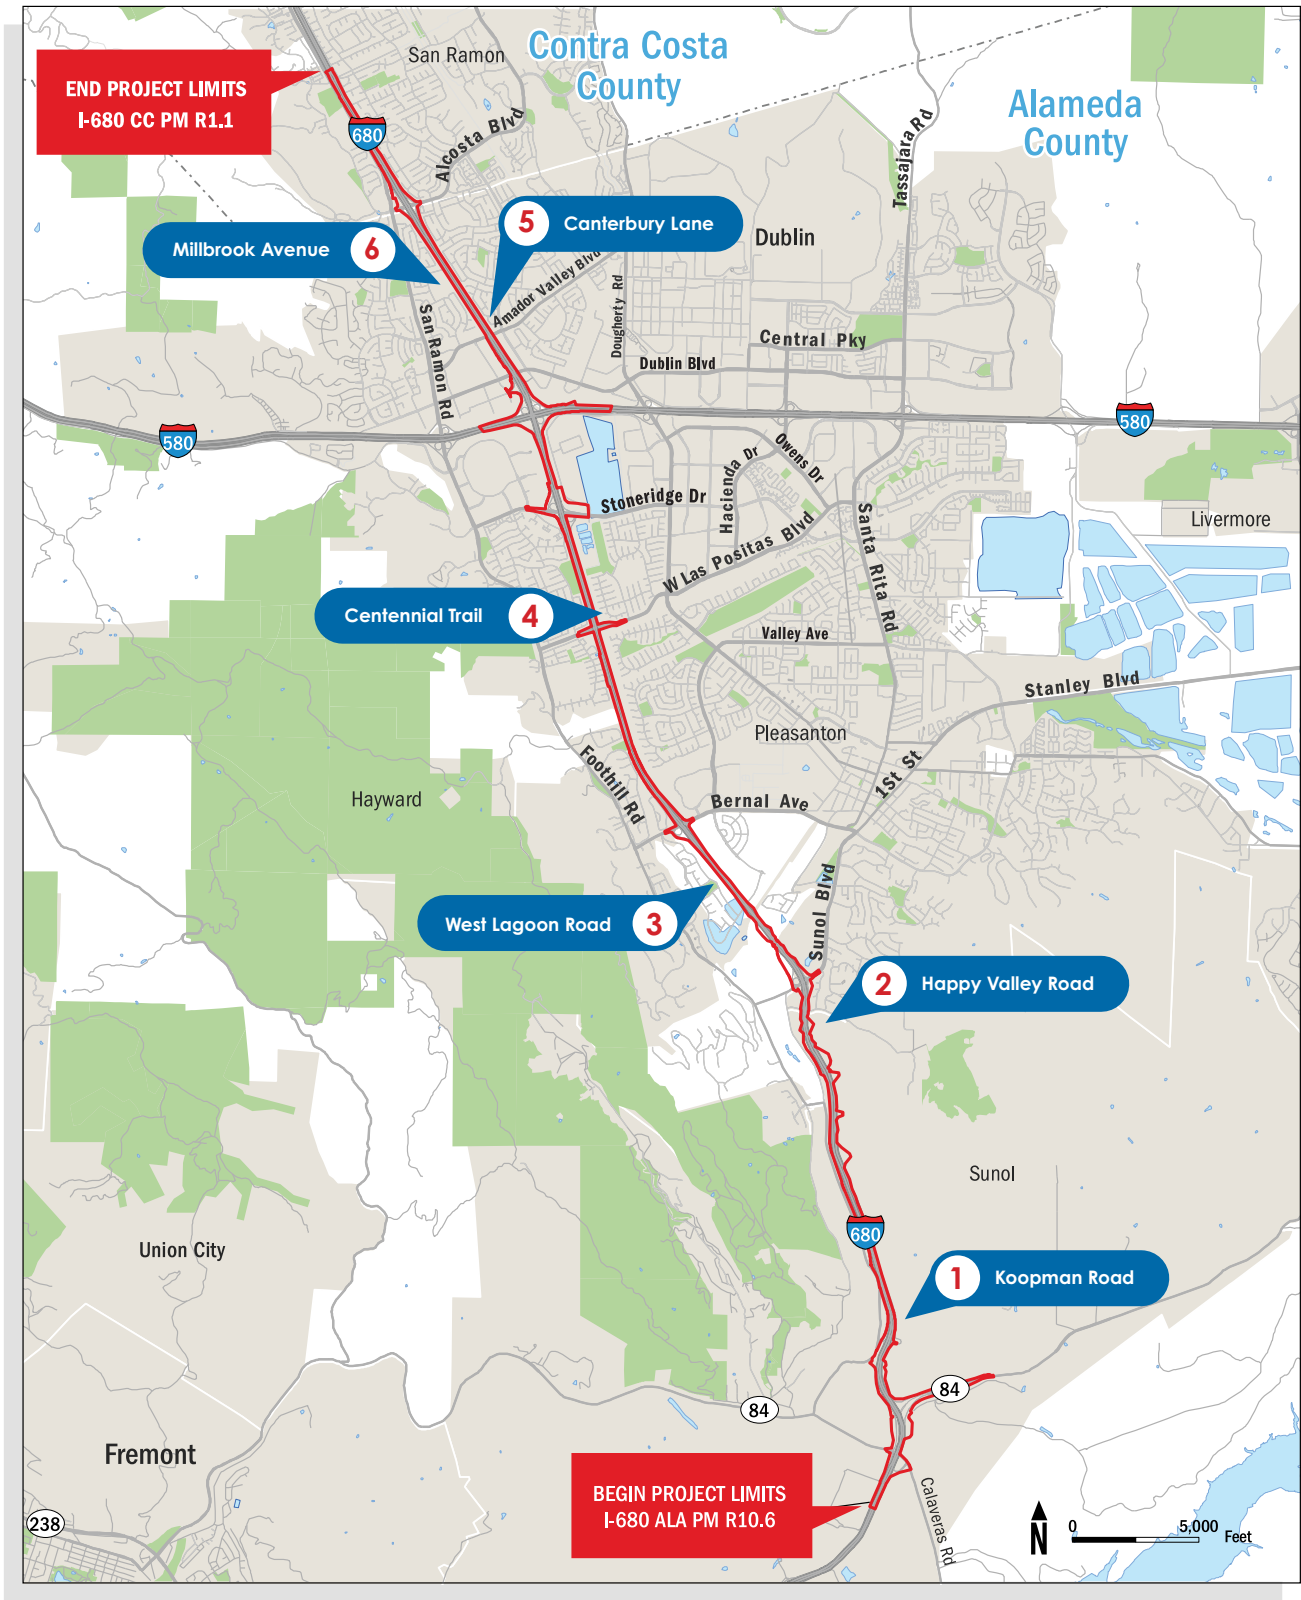 San Ramon
Contra Costa
County
END PROJECT LIMITS
I-680 CC PM R1.1
680
Alcosta Blvd
Alameda
County
Tassajara Rd
5
Canterbury Lane
Millbrook Avenue
6
Dublin
Amador Valley Blvd
Dougherty Rd
San Ramon Rd
Central Pky
Dublin Blvd
580
580
Owens Dr
Hacienda Dr
Stoneridge Dr
Santa Rita Rd
Livermore
W Las Positas Blvd
Centennial Trail
4
Valley Ave
Stanley Blvd
Pleasanton
Foothill Rd
1St St
Hayward
Bernal Ave
Sunol Blvd
West Lagoon Road
3
2
Happy Valley Road
Sunol
680
Union City
1
Koopman Road
84
84
Fremont
BEGIN PROJECT LIMITS
I-680 ALA PM R10.6
Calaveras Rd
238
N
0
5,000
Feet